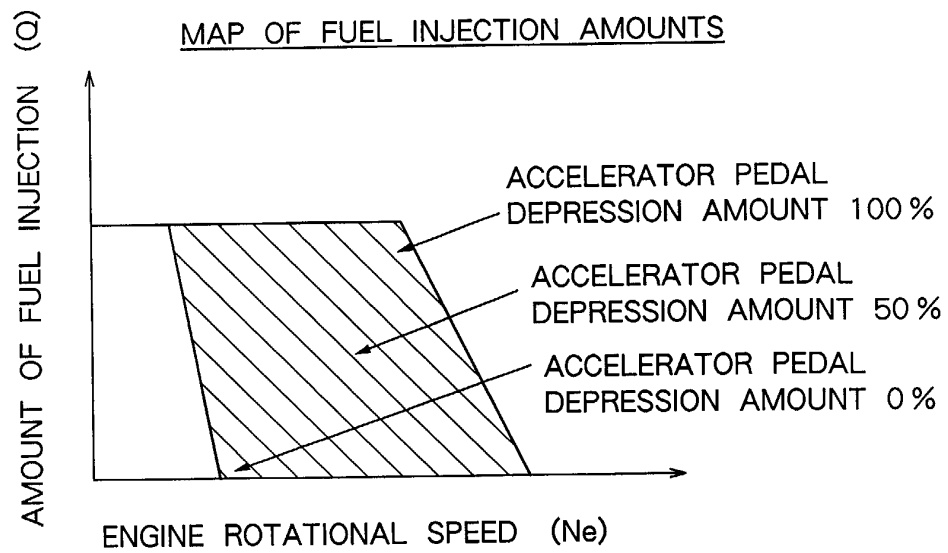 MAP OF FUEL INJECTION AMOUNTS
AMOUNT OF FUEL INJECTION (Q)
ACCELERATOR PEDAL
DEPRESSION AMOUNT 100%
ACCELERATOR PEDAL
DEPRESSION AMOUNT 50%
ACCELERATOR PEDAL
DEPRESSION AMOUNT 0%
ENGINE ROTATIONAL SPEED (Ne)